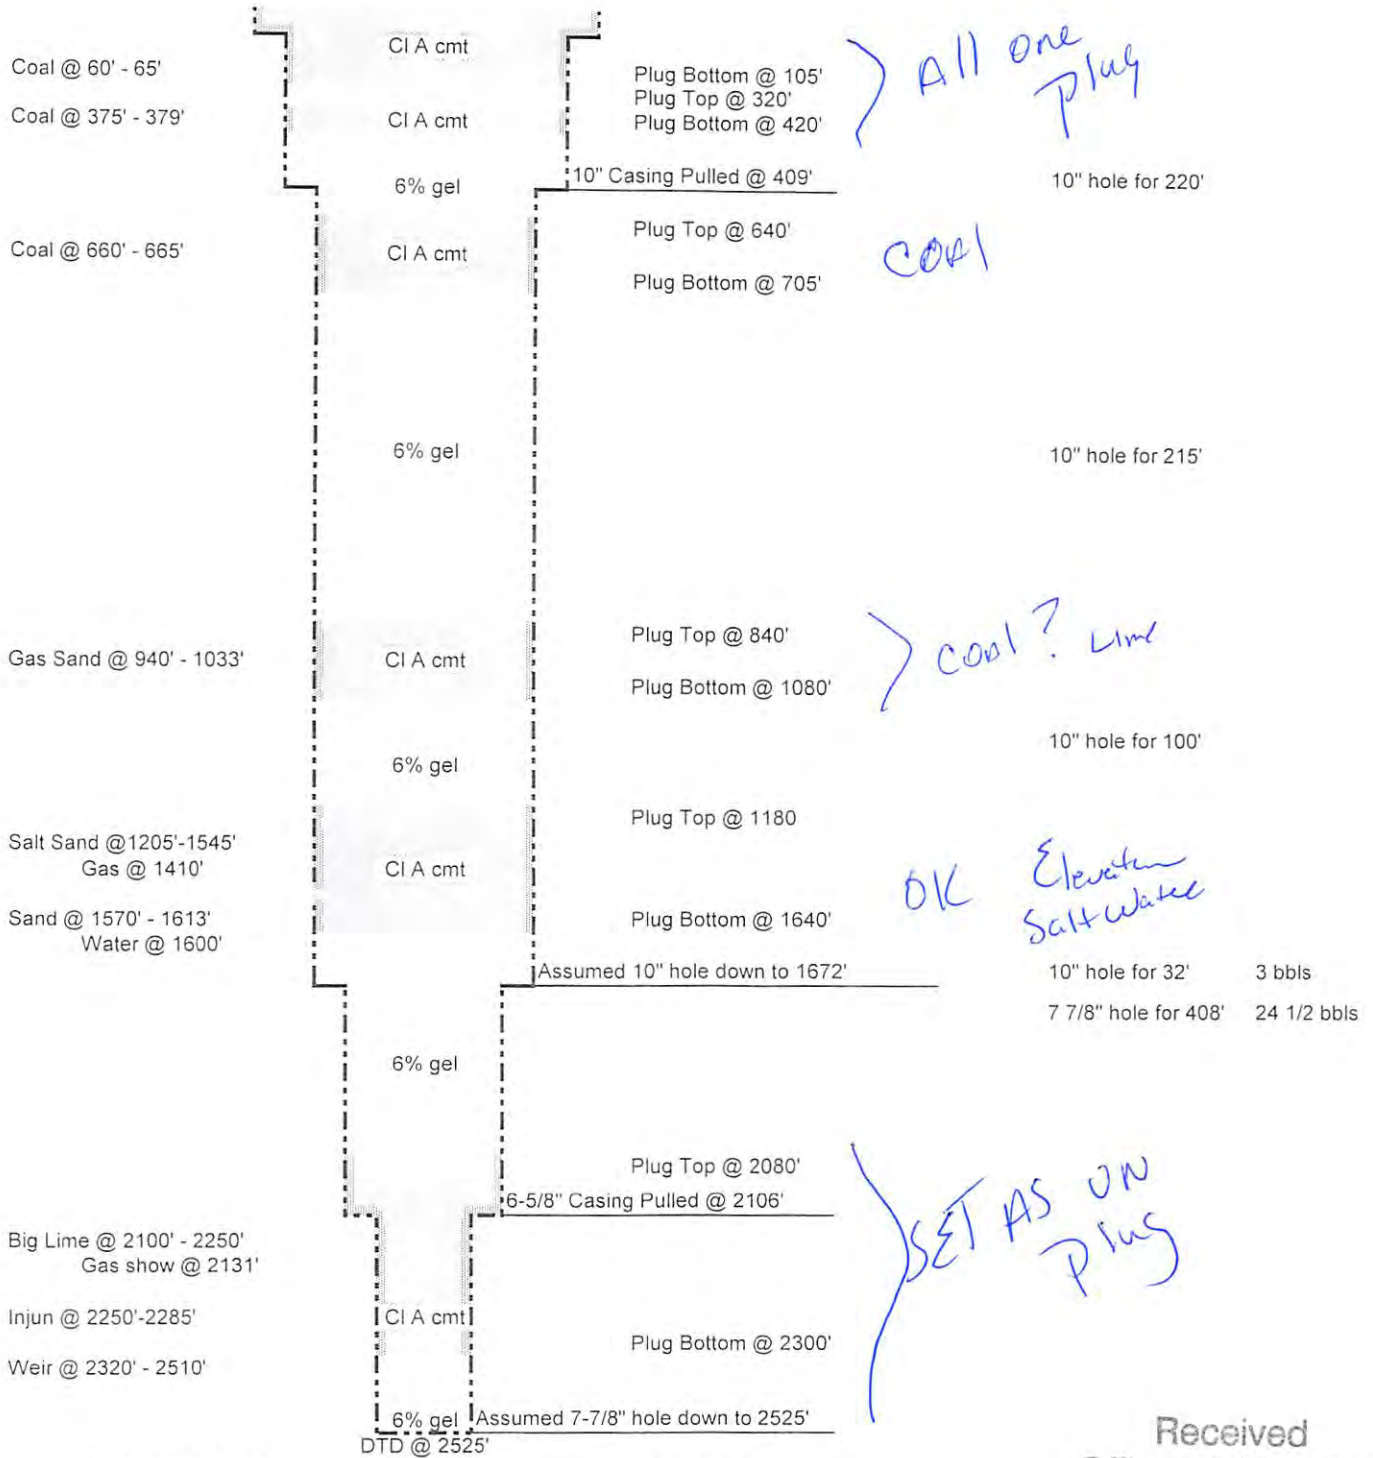 Cl A cmt
Coal @ 60' - 65'
Plug Bottom @ 105'
Plug Top @ 320'
All One
Plug
Coal @ 375' - 379'
Cl A cmt
Plug Bottom @ 420'
6% gel
10" Casing Pulled @ 409'
10" hole for 220'
Plug Top @ 640'
Coal @ 660' - 665'
Cl A cmt
COAl
Plug Bottom @ 705'
6% gel
10" hole for 215'
Plug Top @ 840'
Gas Sand @ 940' - 1033'
Cl A cmt
COAl? Lime
Plug Bottom @ 1080'
10" hole for 100'
6% gel
Plug Top @ 1180
Salt Sand @1205'-1545'
Gas @ 1410'
Cl A cmt
OK Elevation
Salt Water
Sand @ 1570' - 1613'
Water @ 1600'
Plug Bottom @ 1640'
Assumed 10" hole down to 1672'
10" hole for 32' 3 bbls
7 7/8" hole for 408' 24 1/2 bbls
6% gel
Plug Top @ 2080'
6-5/8" Casing Pulled @ 2106'
SET AS ON
Plug
Big Lime @ 2100' - 2250'
Gas show @ 2131'
Injun @ 2250'-2285'
Cl A cmt
Plug Bottom @ 2300'
Weir @ 2320' - 2510'
6% gel
Assumed 7-7/8" hole down to 2525'
DTD @ 2525'
Received